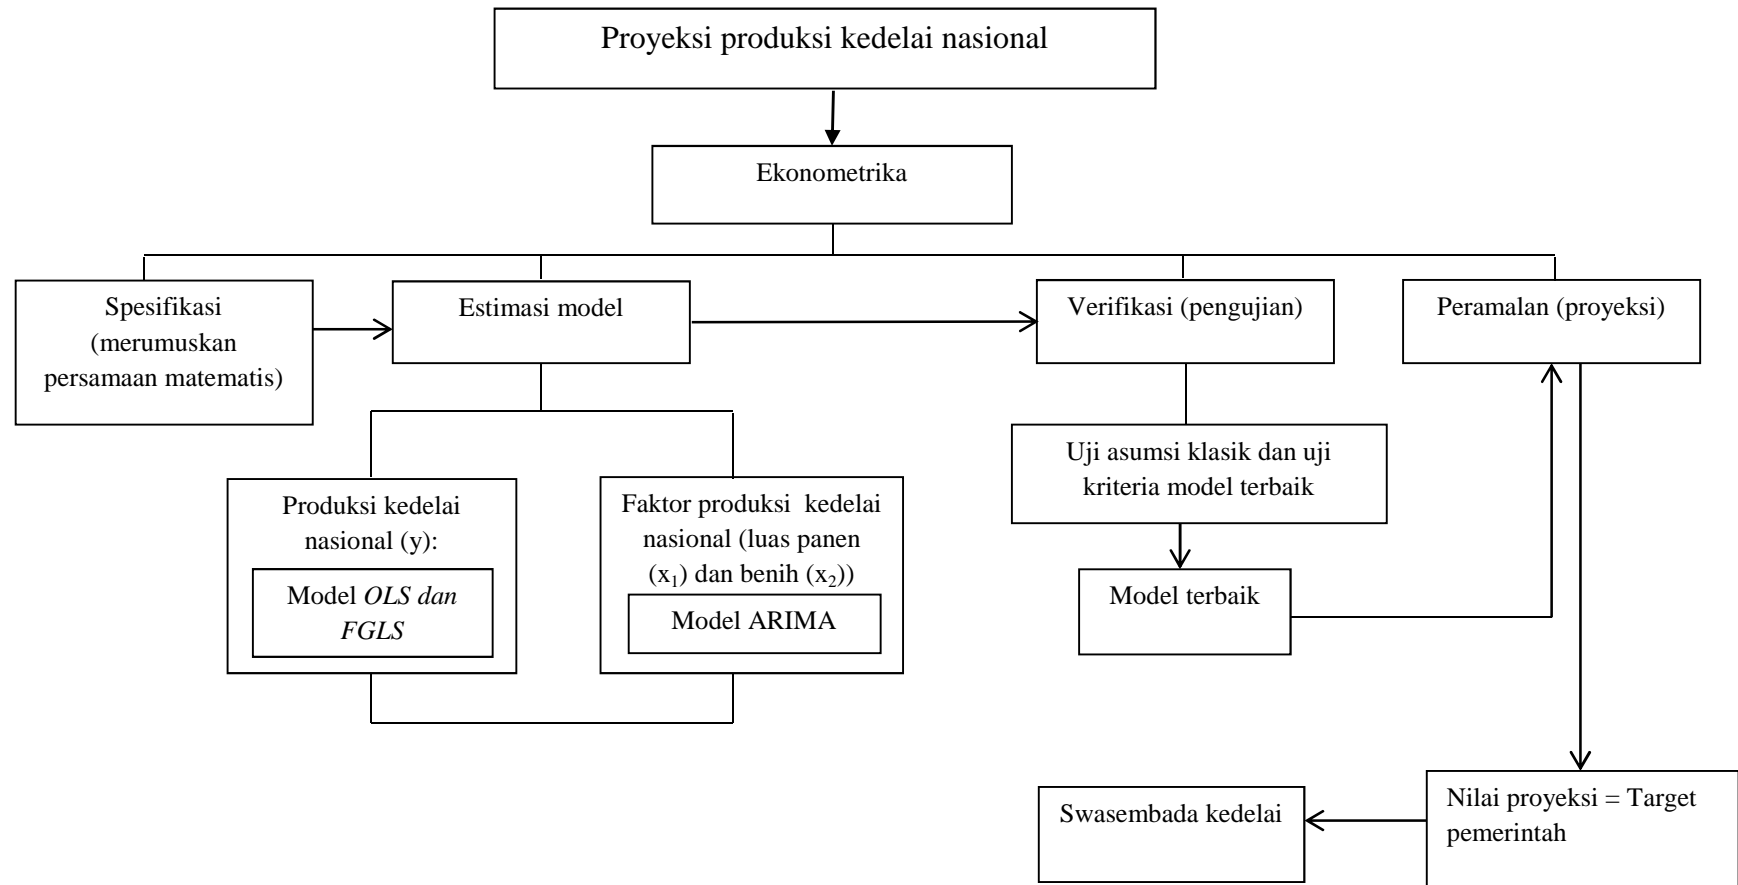 Proyeksi produksi kedelai nasional
Ekonometrika
Spesifikasi
(merumuskan
persamaan matematis)
Estimasi model
Verifikasi (pengujian)
Peramalan (proyeksi)
Produksi kedelai
nasional (y):
Model OLS dan
FGLS
Faktor produksi kedelai
nasional (luas panen
(x₁) dan benih (x₂))
Model ARIMA
Uji asumsi klasik dan uji
kriteria model terbaik
Model terbaik
Swasembada kedelai
Nilai proyeksi = Target
pemerintah